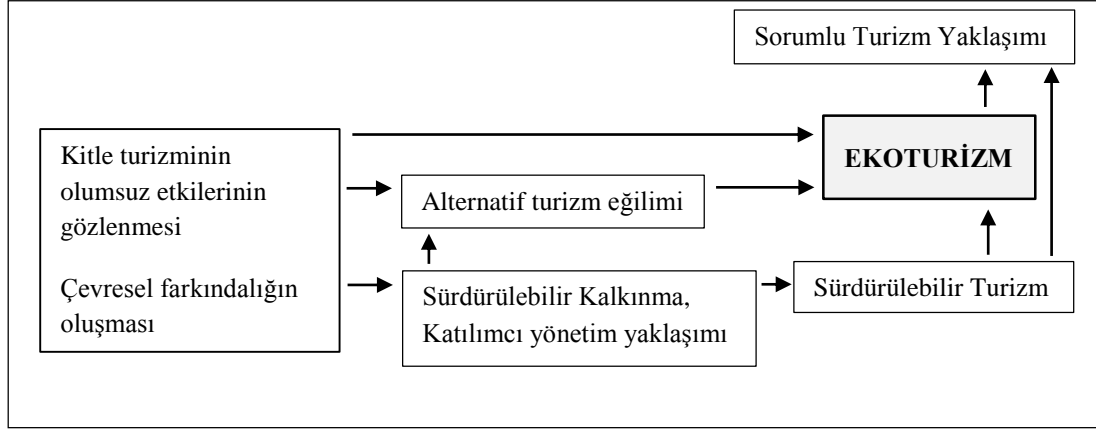 Sorumlu Turizm Yaklaşımı
Kitle turizminin
olumsuz etkilerinin
gözlenmesi
Çevresel farkındalığın
oluşması
Alternatif turizm eğilimi
Sürdürülebilir Kalkınma,
Katılımcı yönetim yaklaşımı
EKOTURİZM
Sürdürülebilir Turizm